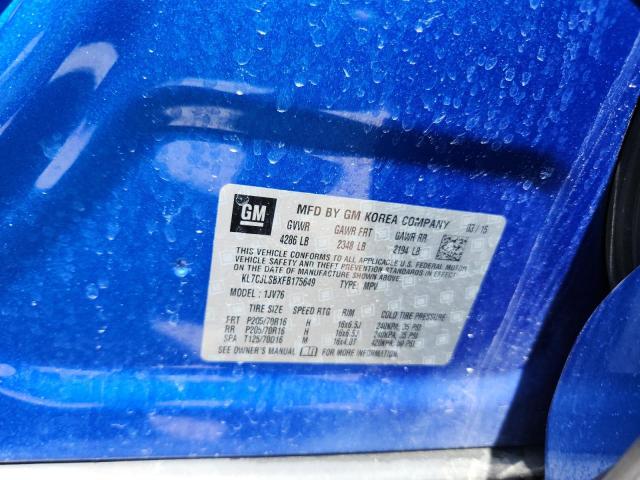 GM
MFD BY GM KOREA COMPANY 03/15
GVWR GAWR FRT GAWR RR
4286 LB 2348 LB 2194 LB
THIS VEHICLE CONFORMS TO ALL APPLICABLE U.S. FEDERAL MOTOR
VEHICLE SAFETY AND THEFT PREVENTION STANDARDS IN EFFECT
ON THE DATE OF MANUFACTURE SHOWN ABOVE.
KL7CJLSBXFB175649 TYPE: MPV
MODEL: 1JV76
TIRE SIZE SPEED RTG RIM
FRT P205/70R16 H 16x6.5J 240KPA, 35 PSI
RR P205/70R16 H 16x6.5J 240KPA, 35 PSI
SPA T125/70D16 M 16x4.0T 420KPA, 60 PSI
SEE OWNER'S MANUAL FOR MORE INFORMATION.